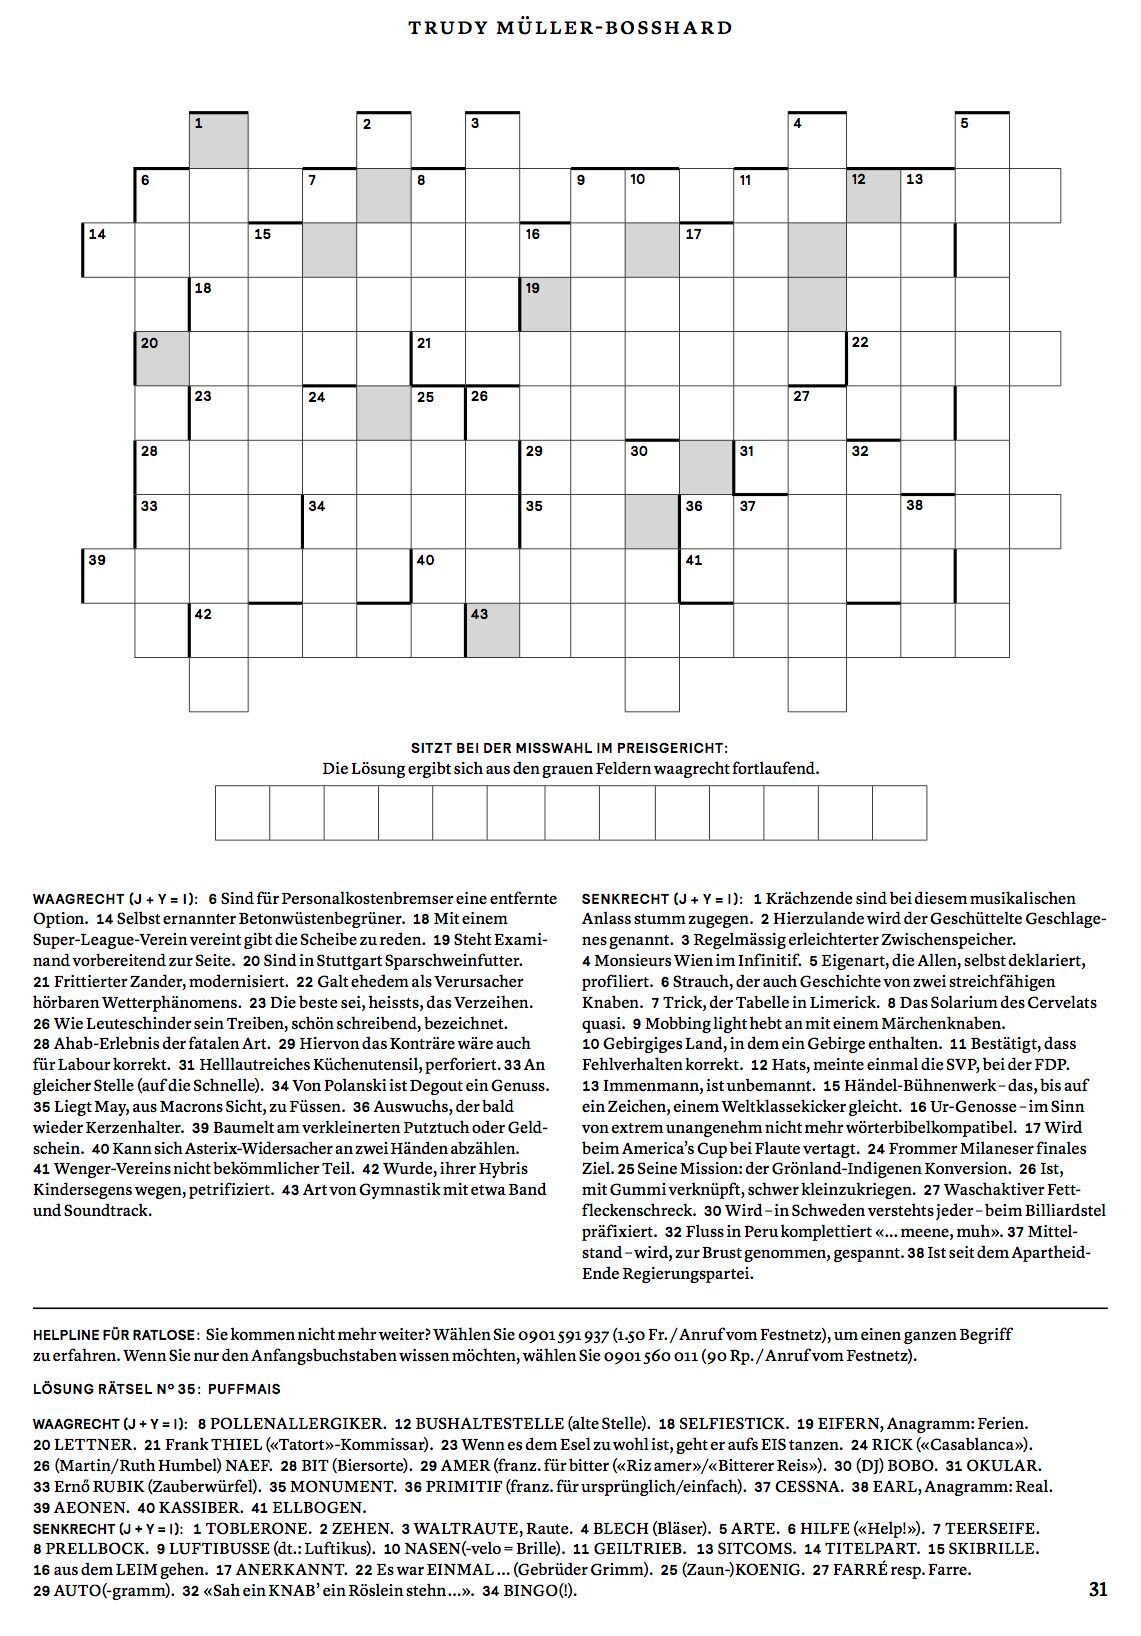 TRUDY MÜLLER-BOSSHARD
1 2 3 4 5
6 7 8 9 10 11 12 13
14 15 16 17
18 19
20 21 22
23 24 25 26 27
28 29 30 31 32
33 34 35 36 37 38
39 40 41
42 43
SITZT BEI DER MISSWAHL IM PREISGERICHT:
Die Lösung ergibt sich aus den grauen Feldern waagrecht fortlaufend.
WAAGRECHT (J + Y = I): 6 Sind für Personalkostenbremser eine entfernte
Option. 14 Selbst ernannter Betonwüstenbegrüner. 18 Mit einem
Super-League-Verein vereint gibt die Scheibe zu reden. 19 Steht Exami-
nand vorbereitend zur Seite. 20 Sind in Stuttgart Sparschweinfutter.
21 Frittierter Zander, modernisiert. 22 Galt ehedem als Verursacher
hörbaren Wetterphänomens. 23 Die beste sei, heissts, das Verzeihen.
26 Wie Leuteschinder sein Treiben, schön schreibend, bezeichnet.
28 Ahab-Erlebnis der fatalen Art. 29 Hiervon das Konträre wäre auch
für Labour korrekt. 31 Helllautreiches Küchenutensil, perforiert. 33 An
gleicher Stelle (auf die Schnelle). 34 Von Polanski ist Degout ein Genuss.
35 Liegt May, aus Macrons Sicht, zu Füssen. 36 Auswuchs, der bald
wieder Kerzenhalter. 39 Baumelt am verkleinerten Putztuch oder Geld-
schein. 40 Kann sich Asterix-Widersacher an zwei Händen abzählen.
41 Wenger-Vereins nicht bekömmlicher Teil. 42 Wurde, ihrer Hybris
Kindersegens wegen, petrifiziert. 43 Art von Gymnastik mit etwa Band
und Soundtrack.
SENKRECHT (J + Y = I): 1 Krächzende sind bei diesem musikalischen
Anlass stumm zugegen. 2 Hierzulande wird der Geschüttelte Geschlage-
nes genannt. 3 Regelmässig erleichterter Zwischenspeicher.
4 Monsieurs Wien im Infinitif. 5 Eigenart, die Allen, selbst deklariert,
profiliert. 6 Strauch, der auch Geschichte von zwei streichfähigen
Knaben. 7 Trick, der Tabelle in Limerick. 8 Das Solarium des Cervelats
quasi. 9 Mobbing light hebt an mit einem Märchenknaben.
10 Gebirgiges Land, in dem ein Gebirge enthalten. 11 Bestätigt, dass
Fehlverhalten korrekt. 12 Hats, meinte einmal die SVP, bei der FDP.
13 Immenmann, ist unbemannt. 15 Händel-Bühnenwerk – das, bis auf
ein Zeichen, einem Weltklassekicker gleicht. 16 Ur-Genosse – im Sinn
von extrem unangenehm nicht mehr wörterbibelkompatibel. 17 Wird
beim America's Cup bei Flaute vertagt. 24 Frommer Milaneser finales
Ziel. 25 Seine Mission: der Grönland-Indigenen Konversion. 26 Ist,
mit Gummi verknüpft, schwer kleinzukriegen. 27 Waschaktiver Fett-
fleckenschreck. 30 Wird – in Schweden verstehts jeder – beim Billiardstel
präfixiert. 32 Fluss in Peru komplettiert «... meene, muh». 37 Mittel-
stand – wird, zur Brust genommen, gespannt. 38 Ist seit dem Apartheid-
Ende Regierungspartei.
HELPLINE FÜR RATLOSE: Sie kommen nicht mehr weiter? Wählen Sie 0901 591 937 (1.50 Fr. / Anruf vom Festnetz), um einen ganzen Begriff
zu erfahren. Wenn Sie nur den Anfangsbuchstaben wissen möchten, wählen Sie 0901 560 011 (90 Rp. / Anruf vom Festnetz).
LÖSUNG RÄTSEL Nº 35: PUFFMAIS
WAAGRECHT (J + Y = I): 8 POLLENALLERGIKER. 12 BUSHALTESTELLE (alte Stelle). 18 SELFIESTICK. 19 EIFERN, Anagramm: Ferien.
20 LETTNER. 21 Frank THIEL («Tatort»-Kommissar). 23 Wenn es dem Esel zu wohl ist, geht er aufs EIS tanzen. 24 RICK («Casablanca»).
26 (Martin/Ruth Humbel) NAEF. 28 BIT (Biersorte). 29 AMER (franz. für bitter («Riz amer»/«Bitterer Reis»). 30 (DJ) BOBO. 31 OKULAR.
33 Ernő RUBIK (Zauberwürfel). 35 MONUMENT. 36 PRIMITIF (franz. für ursprünglich/einfach). 37 CESSNA. 38 EARL, Anagramm: Real.
39 AEONEN. 40 KASSIBER. 41 ELLBOGEN.
SENKRECHT (J + Y = I): 1 TOBLERONE. 2 ZEHEN. 3 WALTRAUTE, Raute. 4 BLECH (Bläser). 5 ARTE. 6 HILFE («Help!»). 7 TEERSEIFE.
8 PRELLBOCK. 9 LUFTIBUSSE (dt.: Luftikus). 10 NASEN(-velo = Brille). 11 GEILTRIEB. 13 SITCOMS. 14 TITELPART. 15 SKIBRILLE.
16 aus dem LEIM gehen. 17 ANERKANNT. 22 Es war EINMAL ... (Gebrüder Grimm). 25 (Zaun-)KOENIG. 27 FARRÉ resp. Farre.
29 AUTO(-gramm). 32 «Sah ein KNAB' ein Röslein stehn ...». 34 BINGO(!).
31